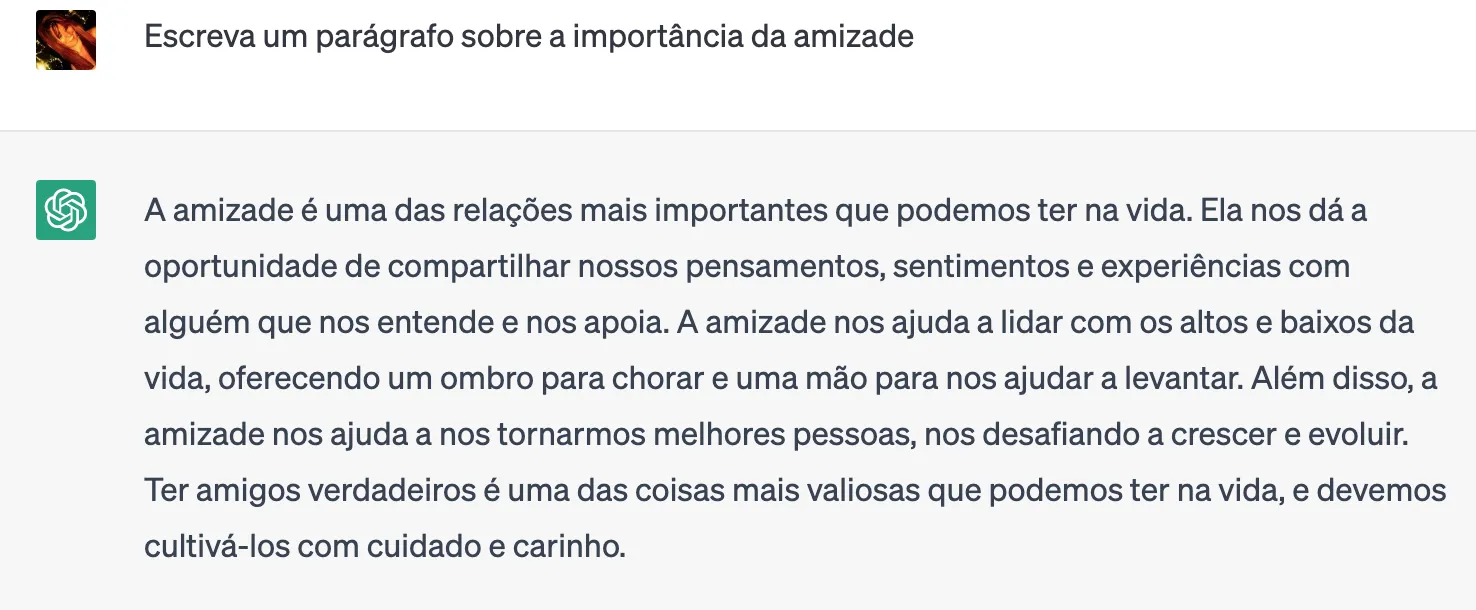 Escreva um parágrafo sobre a importância da amizade
A amizade é uma das relações mais importantes que podemos ter na vida. Ela nos dá a
oportunidade de compartilhar nossos pensamentos, sentimentos e experiências com
alguém que nos entende e nos apoia. A amizade nos ajuda a lidar com os altos e baixos da
vida, oferecendo um ombro para chorar e uma mão para nos ajudar a levantar. Além disso, a
amizade nos ajuda a nos tornarmos melhores pessoas, nos desafiando a crescer e evoluir.
Ter amigos verdadeiros é uma das coisas mais valiosas que podemos ter na vida, e devemos
cultivá-los com cuidado e carinho.